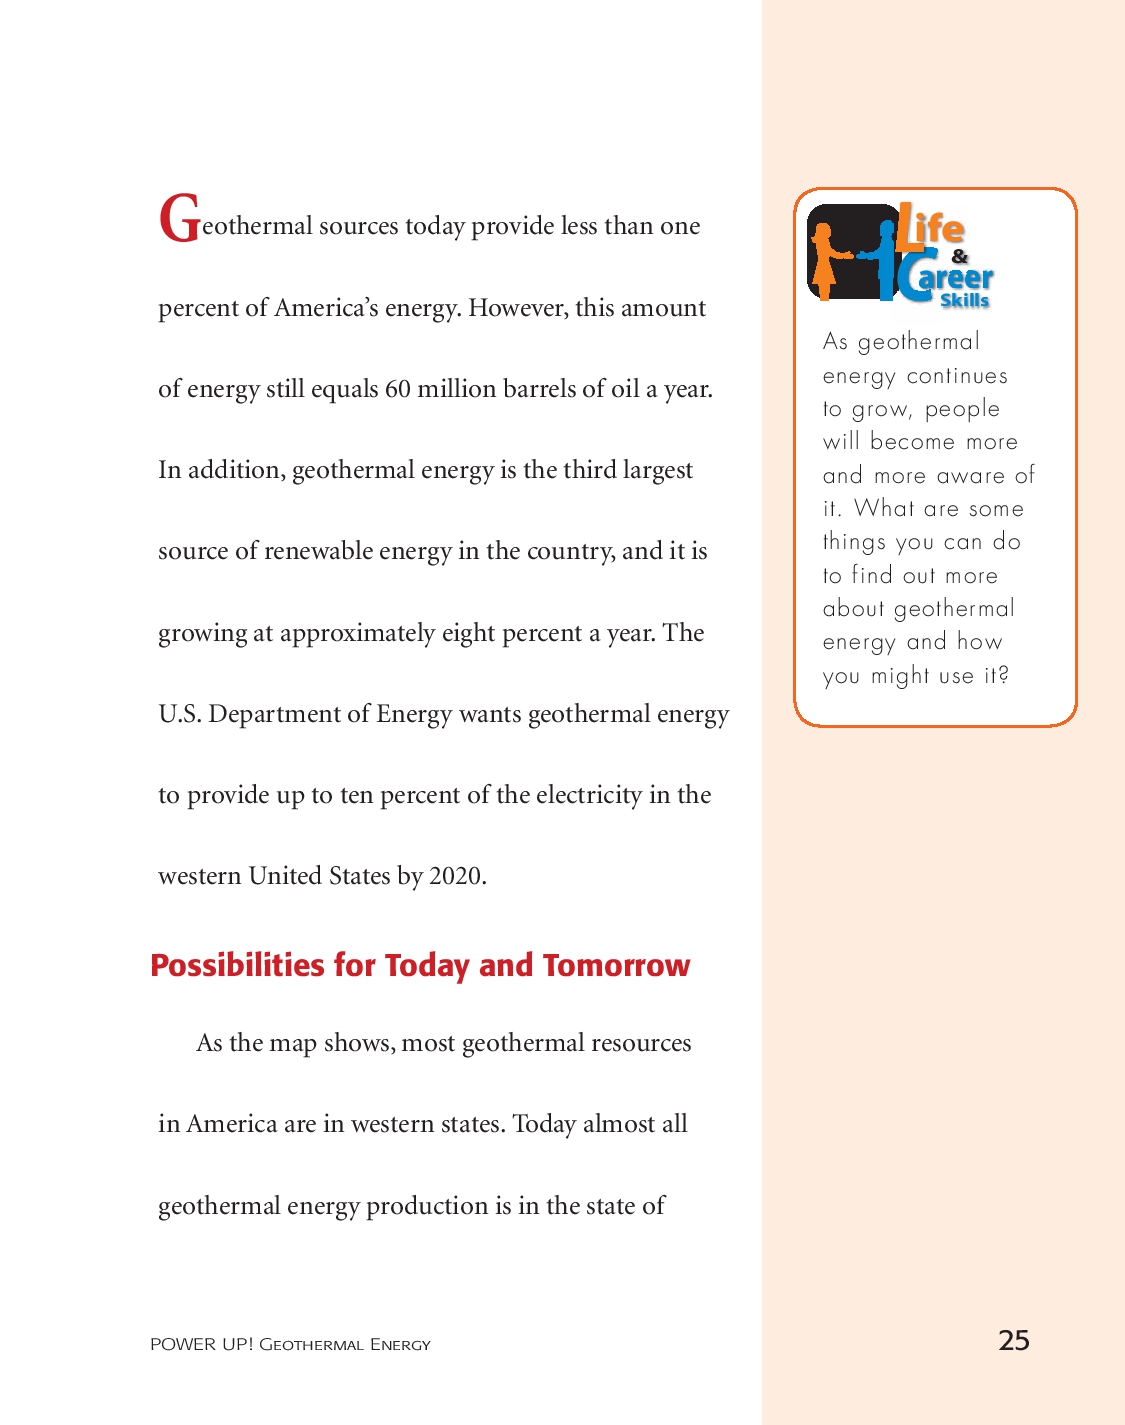 Geothermal sources today provide less than one
percent of America’s energy. However, this amount
of energy still equals 60 million barrels of oil a year.
In addition, geothermal energy is the third largest
source of renewable energy in the country, and it is
growing at approximately eight percent a year. The
U.S. Department of Energy wants geothermal energy
to provide up to ten percent of the electricity in the
western United States by 2020.
Possibilities for Today and Tomorrow
As the map shows, most geothermal resources
in America are in western states. Today almost all
geothermal energy production is in the state of
Life
&
Career
Skills
As geothermal
energy continues
to grow, people
will become more
and more aware of
it. What are some
things you can do
to find out more
about geothermal
energy and how
you might use it?
POWER UP! Geothermal Energy
25